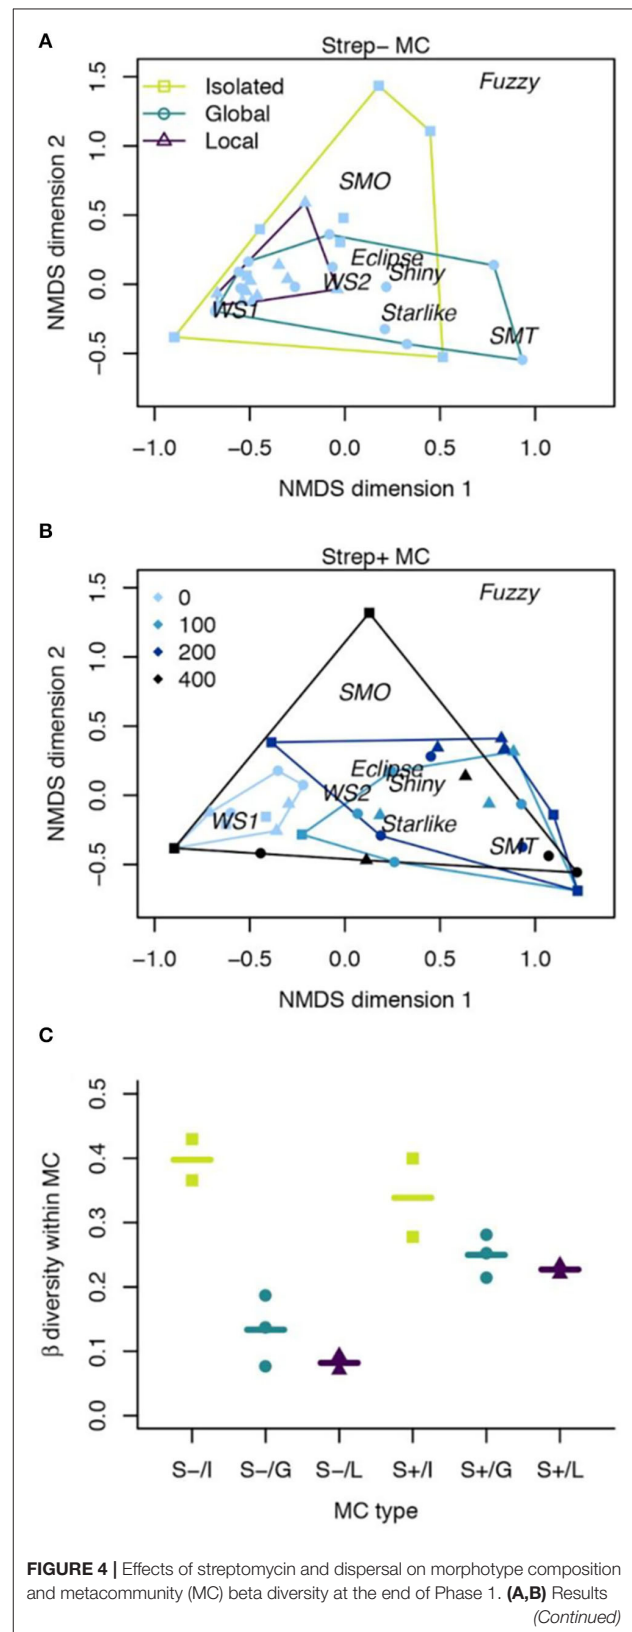 A
Strep− MC
Isolated
Global
Local
Fuzzy
SMO
Eclipse
Shiny
WS2
WS1
Starlike
SMT
NMDS dimension 2
1.5
1.0
0.5
0.0
−0.5
−1.0 −0.5 0.0 0.5 1.0
NMDS dimension 1
B
Strep+ MC
0
100
200
400
Fuzzy
SMO
Eclipse
Shiny
WS2
WS1
Starlike
SMT
NMDS dimension 2
1.5
1.0
0.5
0.0
−0.5
−1.0 −0.5 0.0 0.5 1.0
NMDS dimension 1
C
β diversity within MC
0.5
0.4
0.3
0.2
0.1
0.0
S−/I S−/G S−/L S+/I S+/G S+/L
MC type
FIGURE 4 | Effects of streptomycin and dispersal on morphotype composition
and metacommunity (MC) beta diversity at the end of Phase 1. (A,B) Results
(Continued)